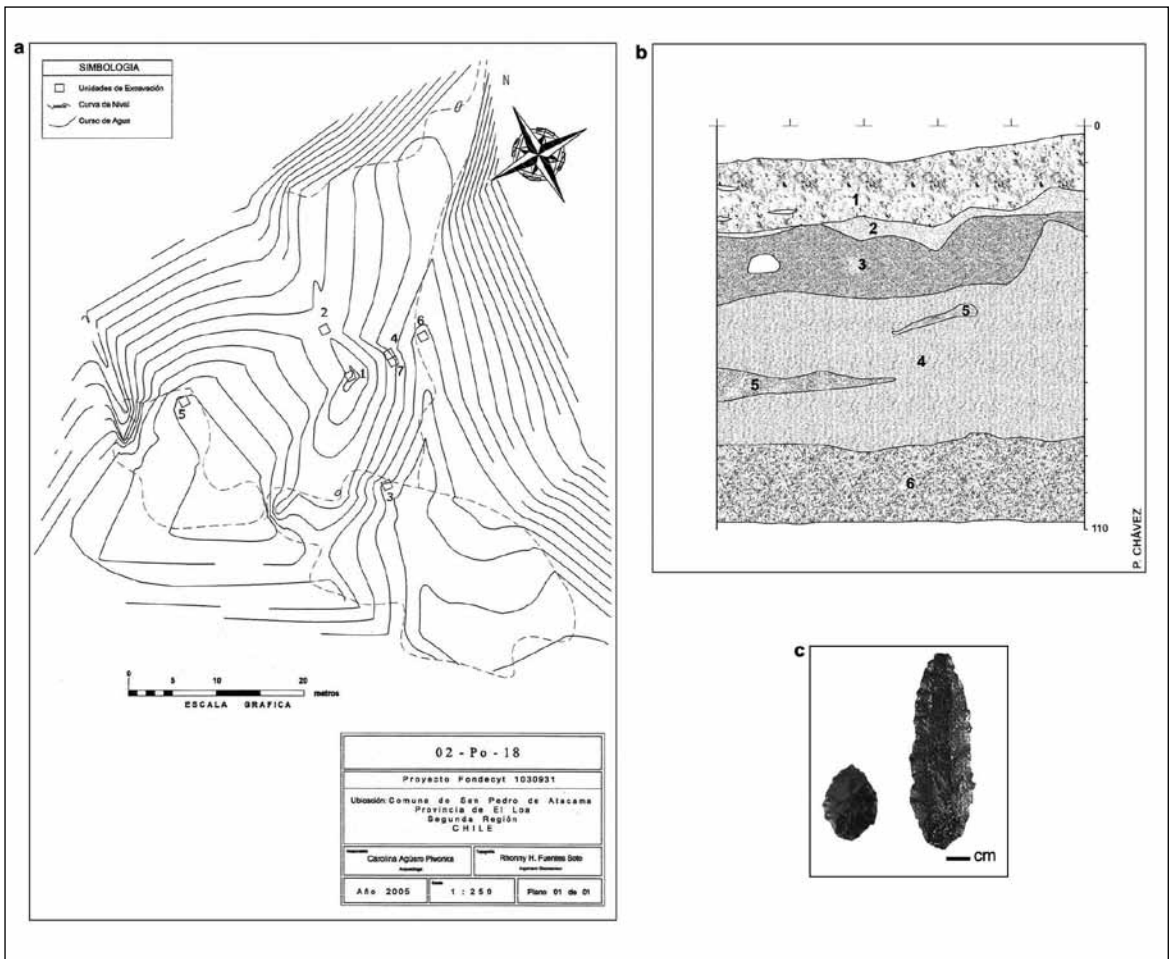 a
SIMBOLOGIA
Unidades de Excavación
Curva de Nivel
Curso de Agua
N
2
6
4
1
7
5
3
0 5 10 20 metros
ESCALA GRAFICA
02 - Po - 18
Proyecto Fondecyt 1030931
Ubicación: Comuna de San Pedro de Atacama
Provincia de El Loa
Segunda Región
CHILE
Carolina Agüero Piwonka
H. Fuentes Soto
Año 2005
1 : 250
Plano 01 de 01
b
0
1
2
3
5
4
5
6
110
P. CHÁVEZ
c
cm